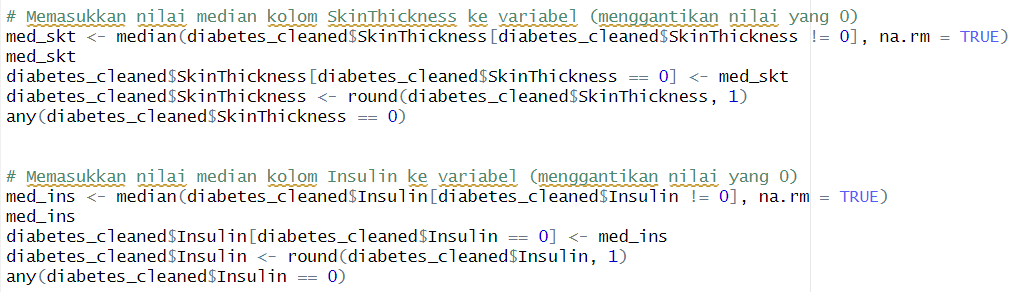 # Memasukkan nilai median kolom SkinThickness ke variabel (menggantikan nilai yang 0)
med_skt <- median(diabetes_cleaned$SkinThickness[diabetes_cleaned$SkinThickness != 0], na.rm = TRUE)
med_skt
diabetes_cleaned$SkinThickness[diabetes_cleaned$SkinThickness == 0] <- med_skt
diabetes_cleaned$SkinThickness <- round(diabetes_cleaned$SkinThickness, 1)
any(diabetes_cleaned$SkinThickness == 0)
# Memasukkan nilai median kolom Insulin ke variabel (menggantikan nilai yang 0)
med_ins <- median(diabetes_cleaned$Insulin[diabetes_cleaned$Insulin != 0], na.rm = TRUE)
med_ins
diabetes_cleaned$Insulin[diabetes_cleaned$Insulin == 0] <- med_ins
diabetes_cleaned$Insulin <- round(diabetes_cleaned$Insulin, 1)
any(diabetes_cleaned$Insulin == 0)